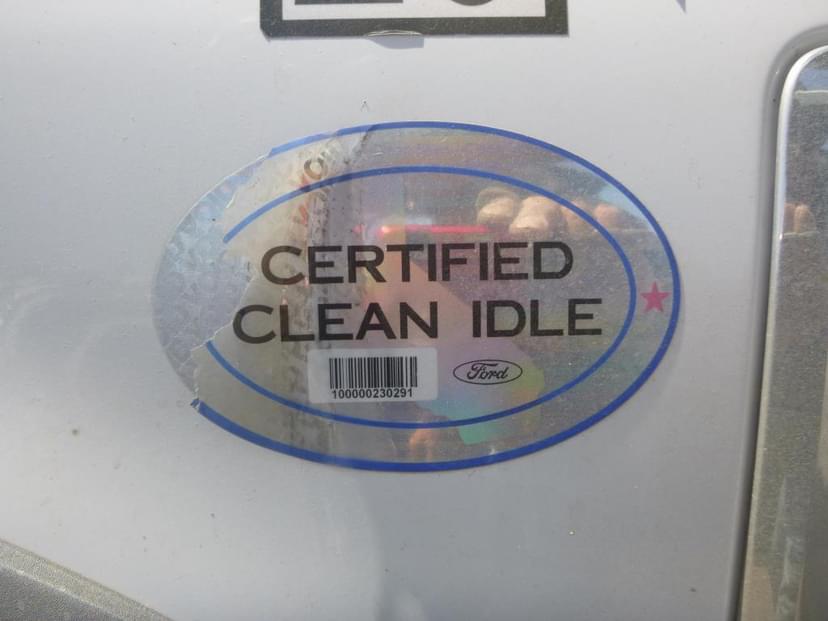 CERTIFIED
CLEAN IDLE
100000230291
Ford